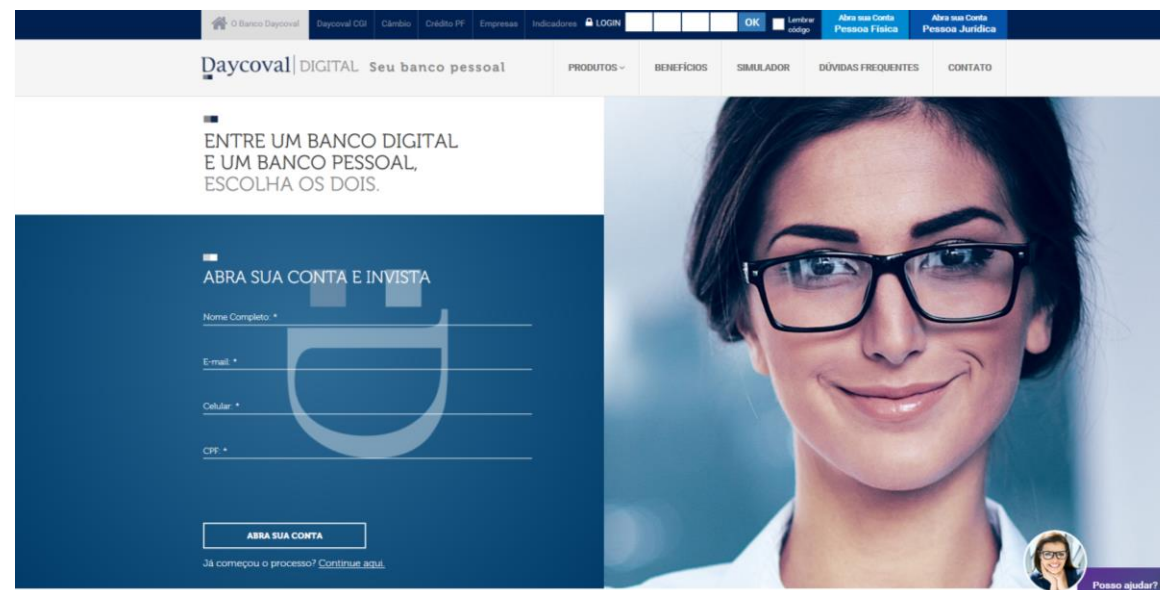 O Banco Daycoval
Daycoval CGI
Câmbio
Crédito PF
Empresas
Indicadores
LOGIN
OK
Lembrar
código
Abra sua Conta
Pessoa Física
Abra sua Conta
Pessoa Jurídica
Daycoval DIGITAL Seu banco pessoal
PRODUTOS
BENEFÍCIOS
SIMULADOR
DÚVIDAS FREQUENTES
CONTATO
ENTRE UM BANCO DIGITAL
E UM BANCO PESSOAL,
ESCOLHA OS DOIS.
ABRA SUA CONTA E INVISTA
Nome Completo: *
E-mail: *
Celular: *
CPF: *
ABRA SUA CONTA
Já começou o processo? Continue aqui.
Posso ajudar?